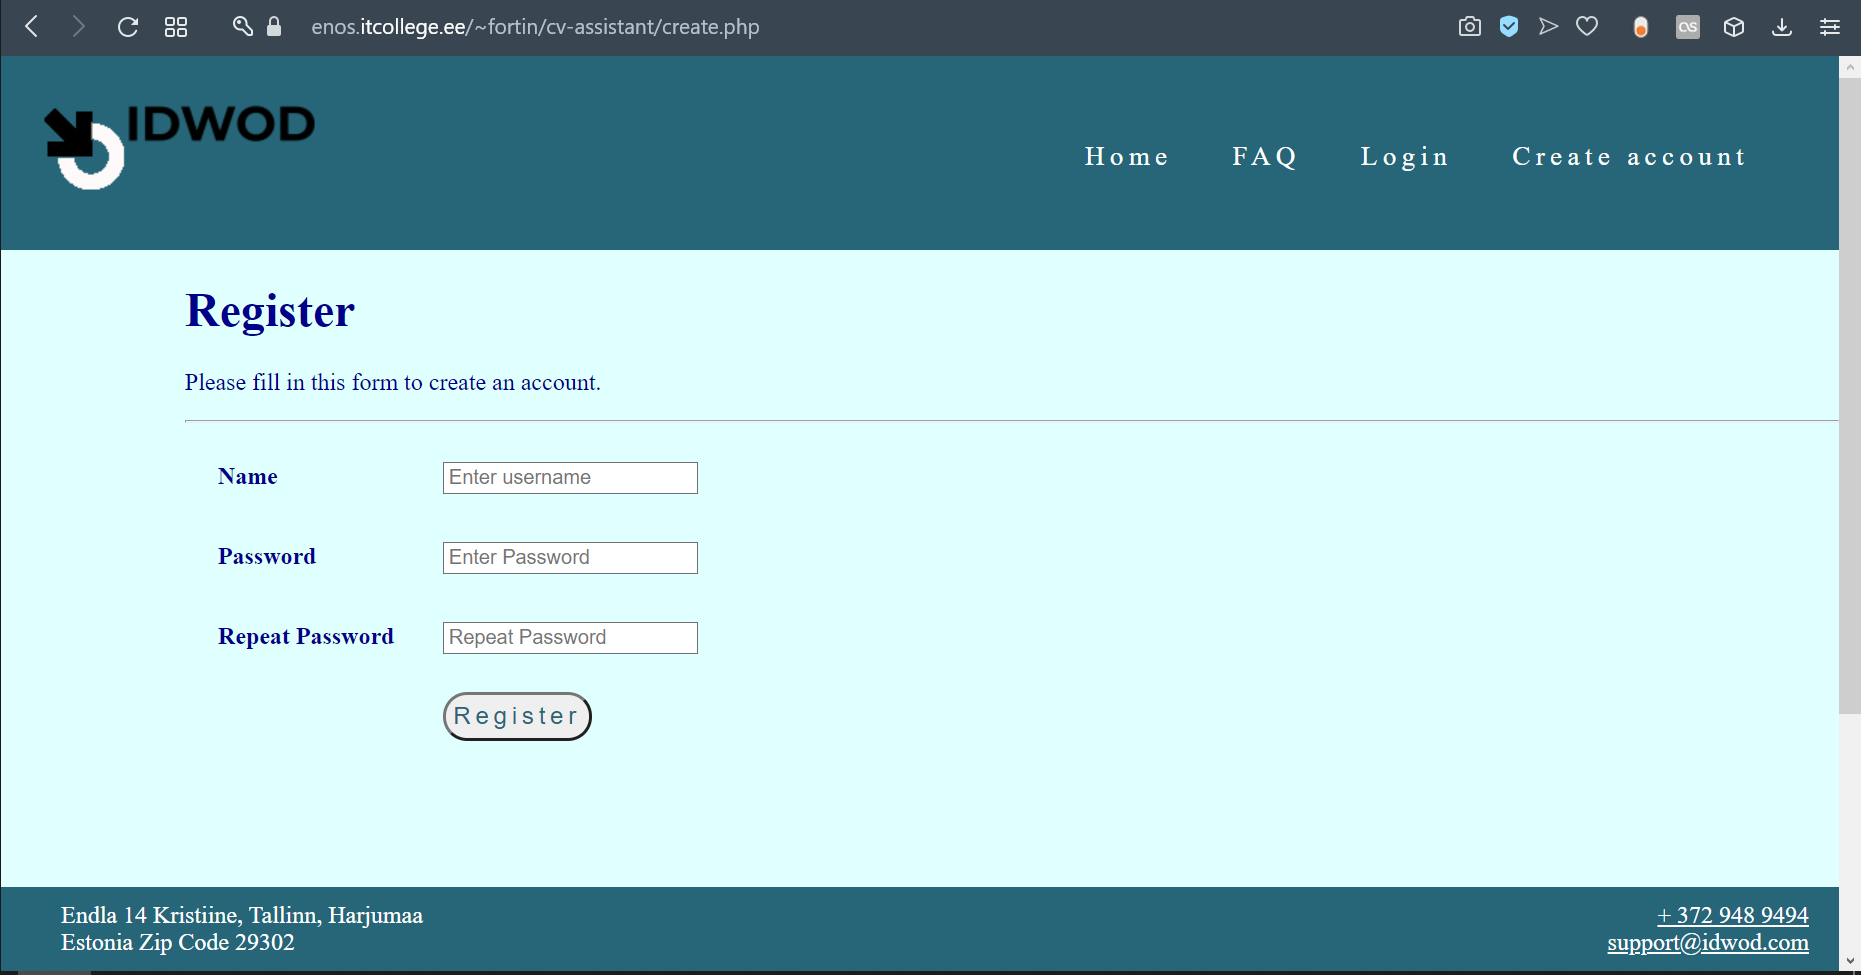 enos.itcollege.ee/~fortin/cv-assistant/create.php
IDWOD
Home FAQ Login Create account
Register
Please fill in this form to create an account.
Name Enter username
Password Enter Password
Repeat Password Repeat Password
Register
Endla 14 Kristiine, Tallinn, Harjumaa
Estonia Zip Code 29302
+ 372 948 9494
support@idwod.com